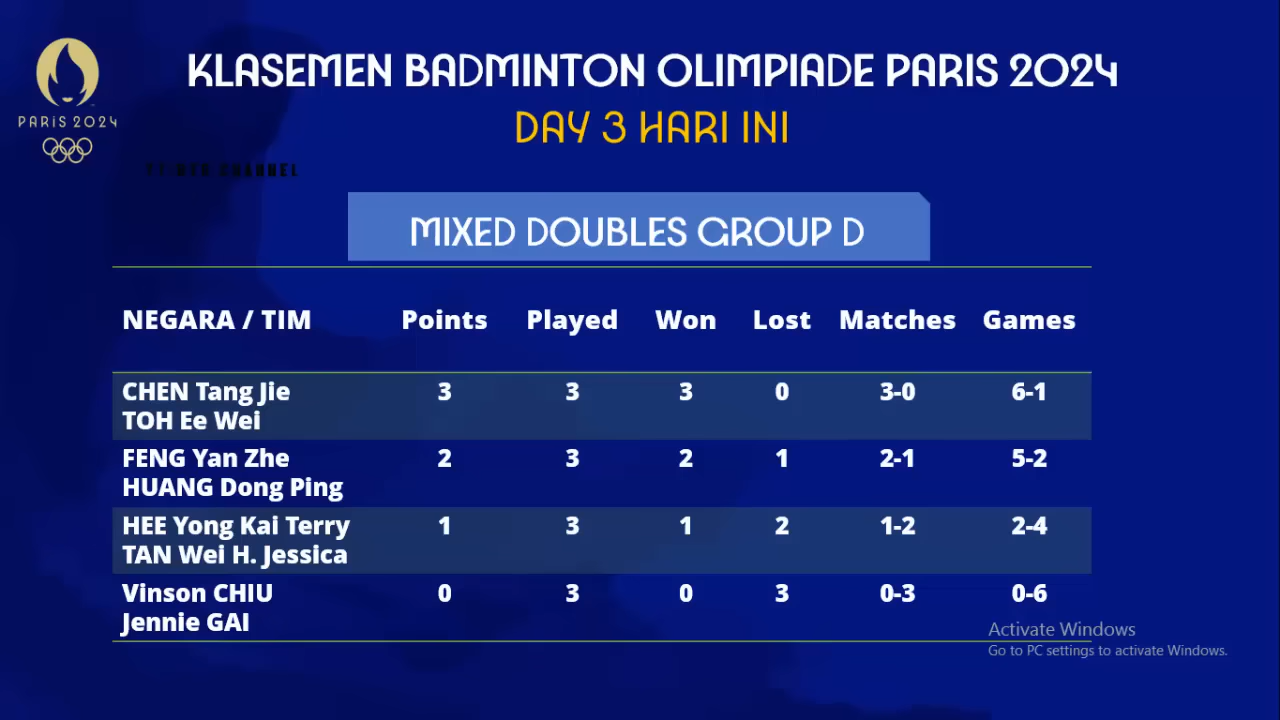 KLASEMEN BADMINTON OLIMPIADE PARIS 2024
DAY 3 HARI INI
PARIS 2024
CHANNEL
MIXED DOUBLES GROUP D
NEGARA / TIM Points Played Won Lost Matches Games
CHEN Tang Jie 3 3 3 0 3-0 6-1
TOH Ee Wei
FENG Yan Zhe 2 3 2 1 2-1 5-2
HUANG Dong Ping
HEE Yong Kai Terry 1 3 1 2 1-2 2-4
TAN Wei H. Jessica
Vinson CHIU 0 3 0 3 0-3 0-6
Jennie GAI
Activate Windows
Go to PC settings to activate Windows.